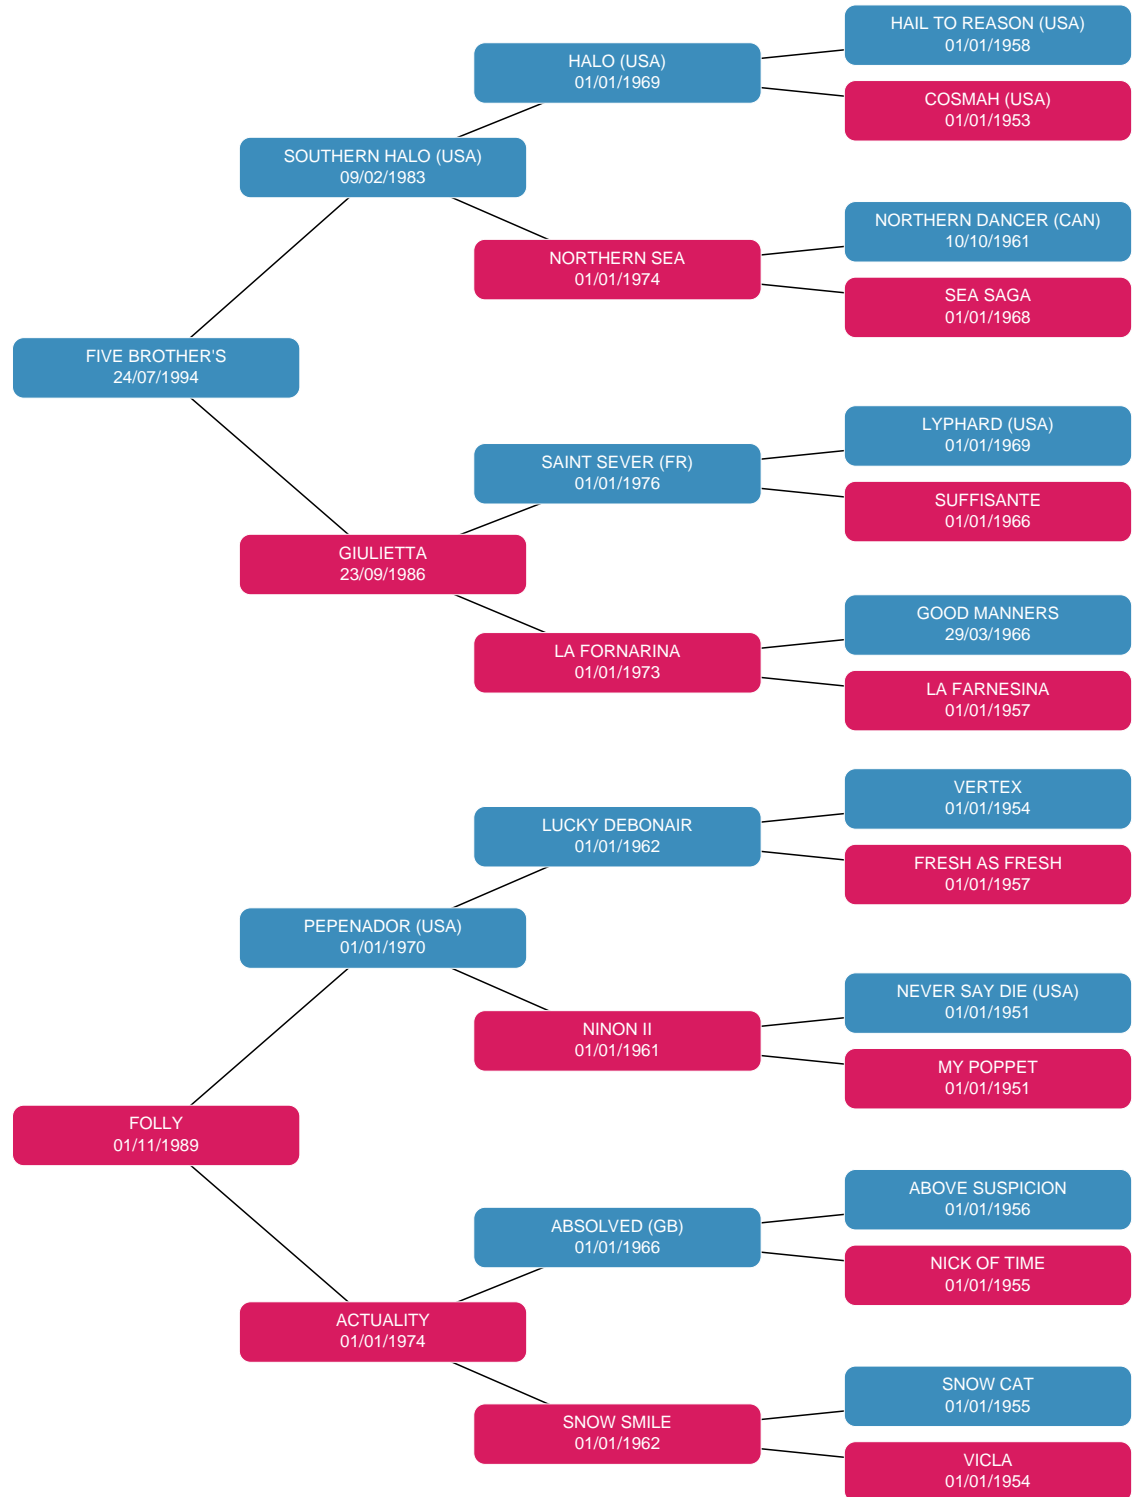 HAIL TO REASON (USA)
01/01/1958
HALO (USA)
01/01/1969
COSMAH (USA)
01/01/1953
SOUTHERN HALO (USA)
09/02/1983
NORTHERN DANCER (CAN)
10/10/1961
NORTHERN SEA
01/01/1974
SEA SAGA
01/01/1968
FIVE BROTHER'S
24/07/1994
LYPHARD (USA)
01/01/1969
SAINT SEVER (FR)
01/01/1976
SUFFISANTE
01/01/1966
GIULIETTA
23/09/1986
GOOD MANNERS
29/03/1966
LA FORNARINA
01/01/1973
LA FARNESINA
01/01/1957
VERTEX
01/01/1954
LUCKY DEBONAIR
01/01/1962
FRESH AS FRESH
01/01/1957
PEPENADOR (USA)
01/01/1970
NEVER SAY DIE (USA)
01/01/1951
NINON II
01/01/1961
MY POPPET
01/01/1951
FOLLY
01/11/1989
ABOVE SUSPICION
01/01/1956
ABSOLVED (GB)
01/01/1966
NICK OF TIME
01/01/1955
ACTUALITY
01/01/1974
SNOW CAT
01/01/1955
SNOW SMILE
01/01/1962
VICLA
01/01/1954